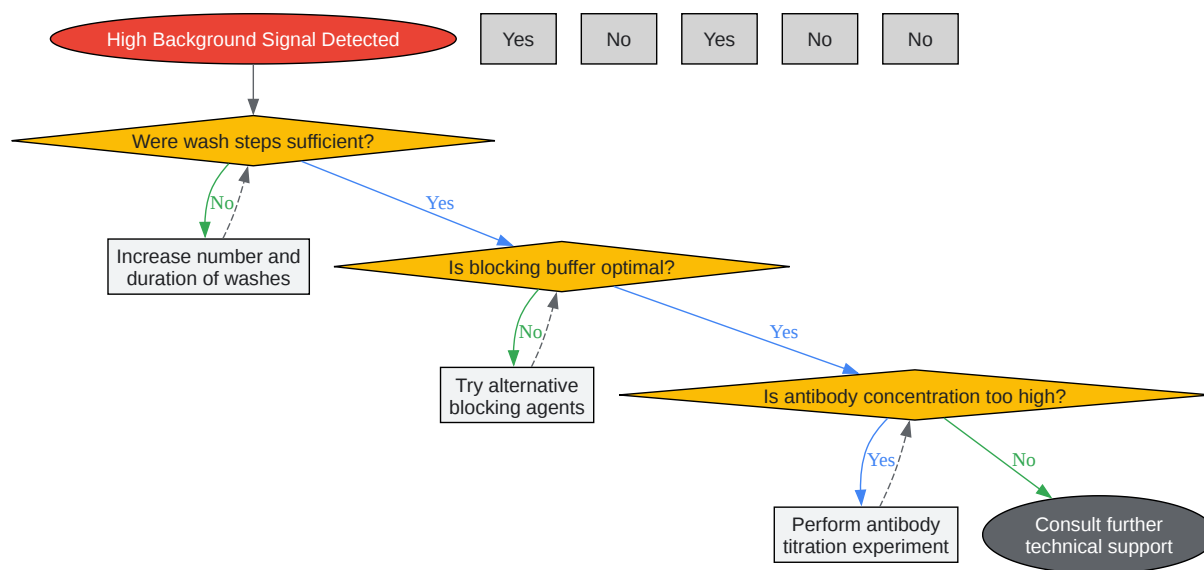 High Background Signal Detected
Yes
No
Yes
No
No
Were wash steps sufficient?
No
Yes
Increase number and
duration of washes
Is blocking buffer optimal?
No
Yes
Try alternative
blocking agents
Is antibody concentration too high?
Yes
No
Perform antibody
titration experiment
Consult further
technical support